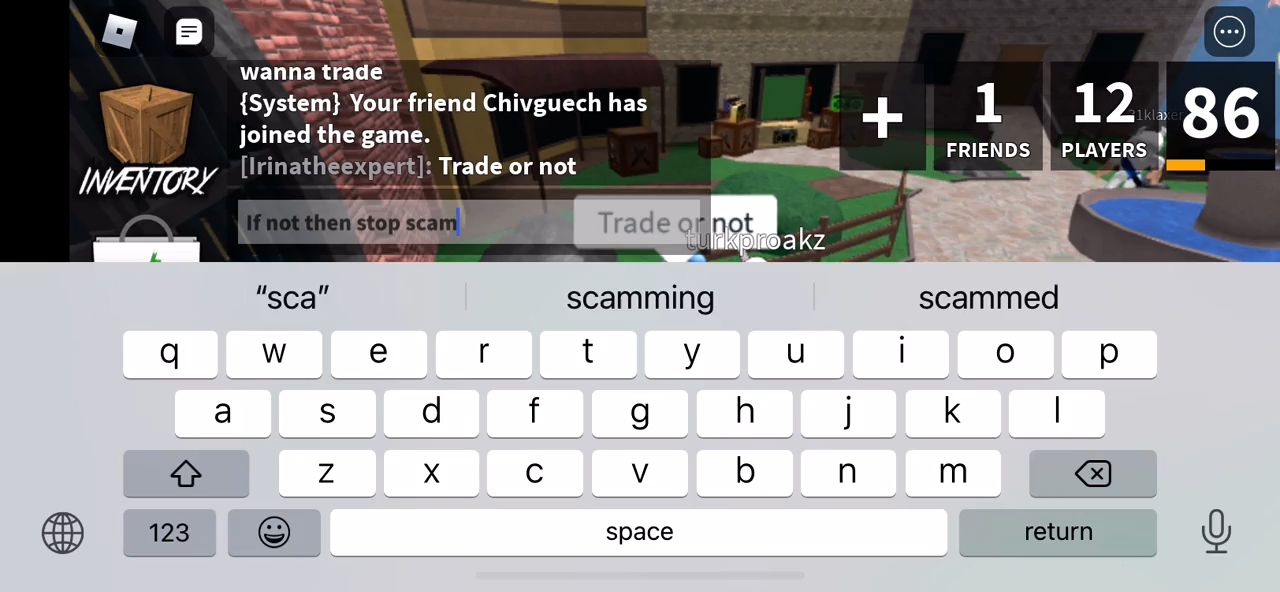 wanna trade
{System} Your friend Chivguech has
joined the game.
[Irinatheexpert]: Trade or not
If not then stop scam
Trade or not
turkproakz
INVENTORY
+
1
FRIENDS
12
PLAYERS
86
“sca” scamming scammed
q w e r t y u i o p
a s d f g h j k l
z x c v b n m
123 space return